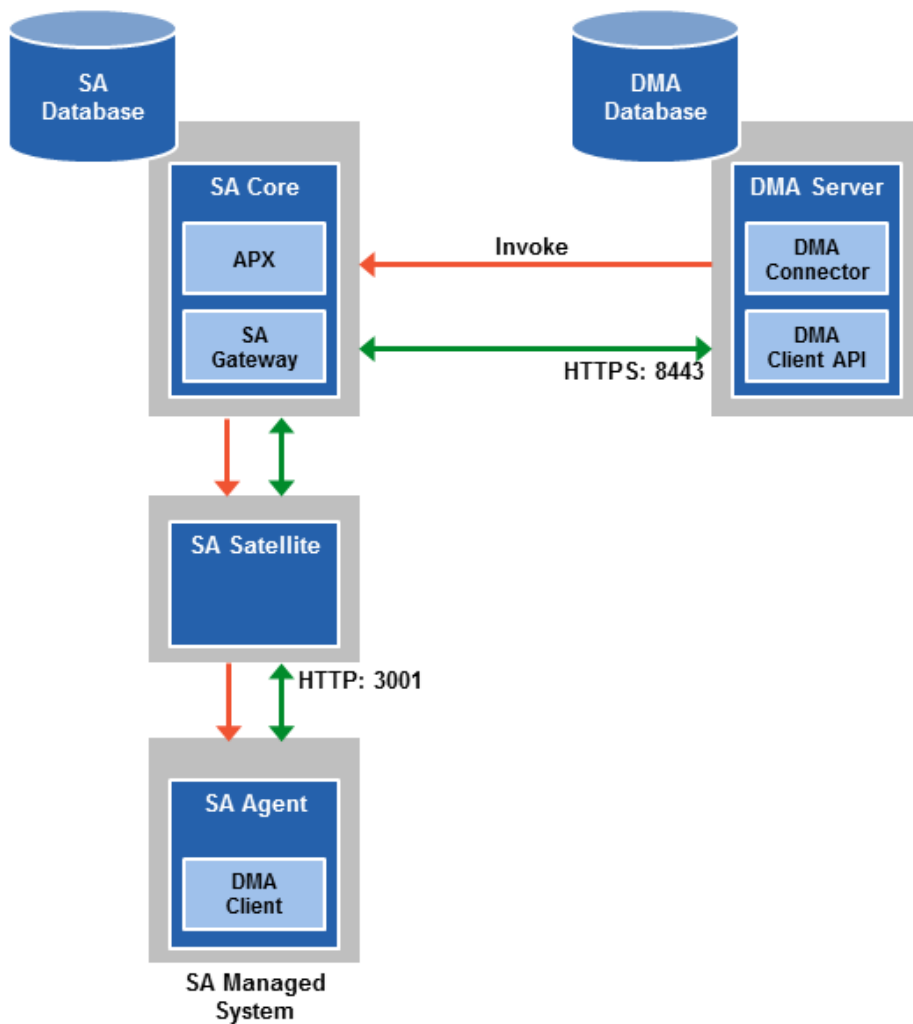 SA
Database
DMA
Database
SA Core
APX
SA
Gateway
Invoke
HTTPS: 8443
DMA Server
DMA
Connector
DMA
Client API
SA Satellite
HTTP: 3001
SA Agent
DMA
Client
SA Managed
System